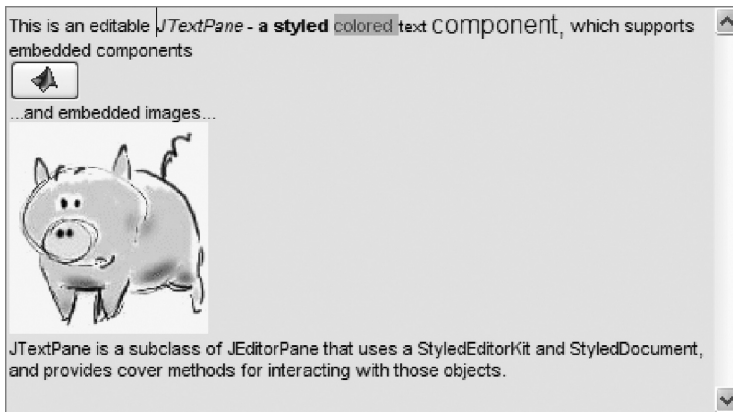 This is an editable JTextPane - a styled colored text component, which supports
embedded components
...and embedded images...
JTextPane is a subclass of JEditorPane that uses a StyledEditorKit and StyledDocument,
and provides cover methods for interacting with those objects.